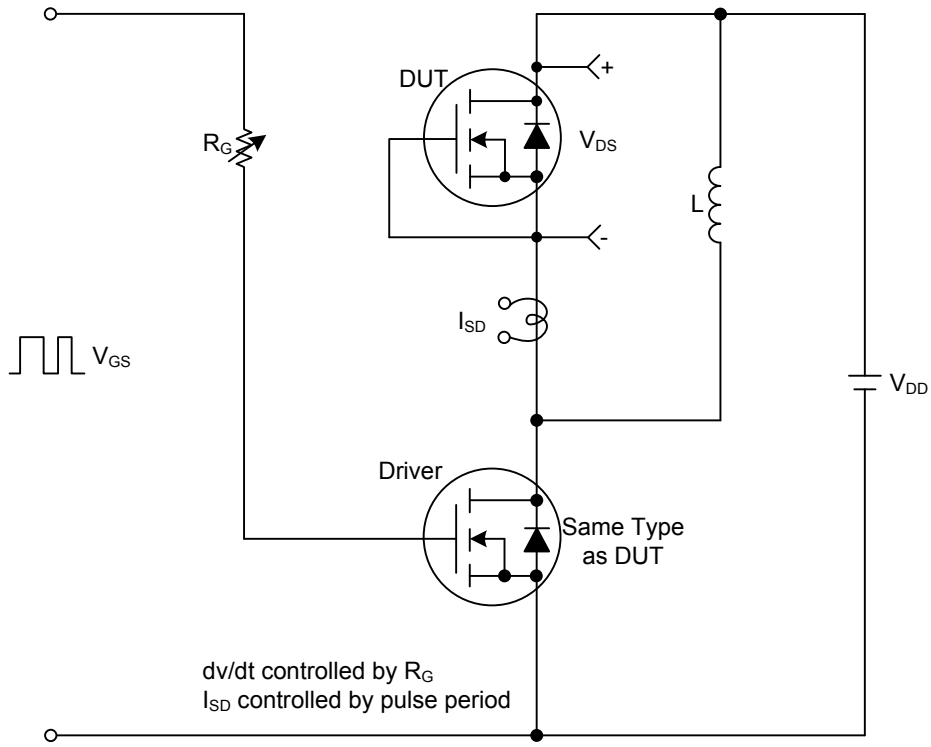 DUT
+
R_G
V_DS
L
-
I_SD
V_GS
V_DD
Driver
Same Type
as DUT
dv/dt controlled by R_G
I_SD controlled by pulse period